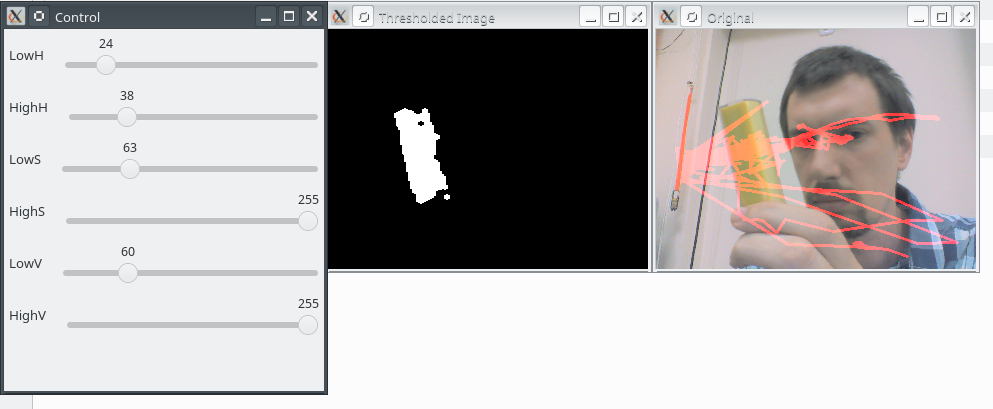 Control
LowH
24
HighH
38
LowS
63
HighS
255
LowV
60
HighV
255
Thresholded Image
Original